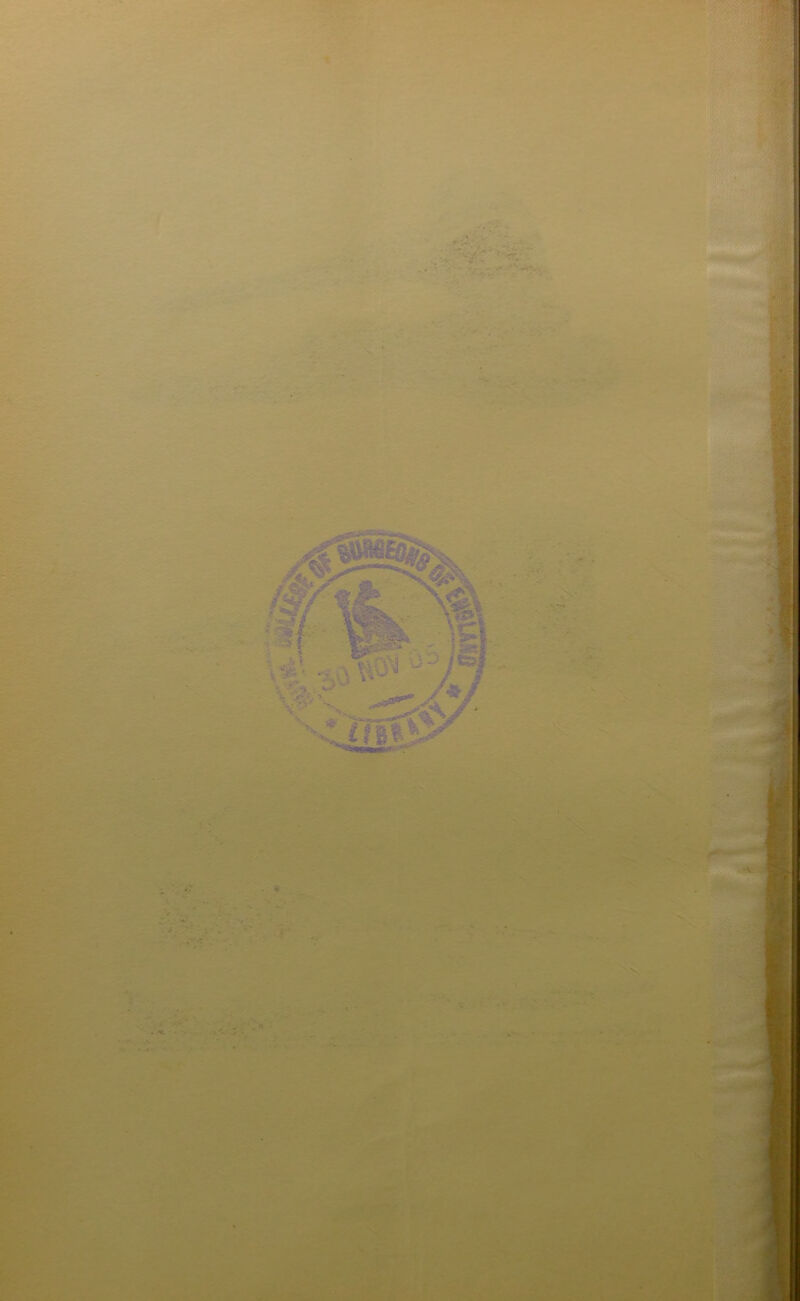 ROYAL COLLEGE OF SURGEONS OF ENGLAND
30 NOV 05
* LIBRARY *